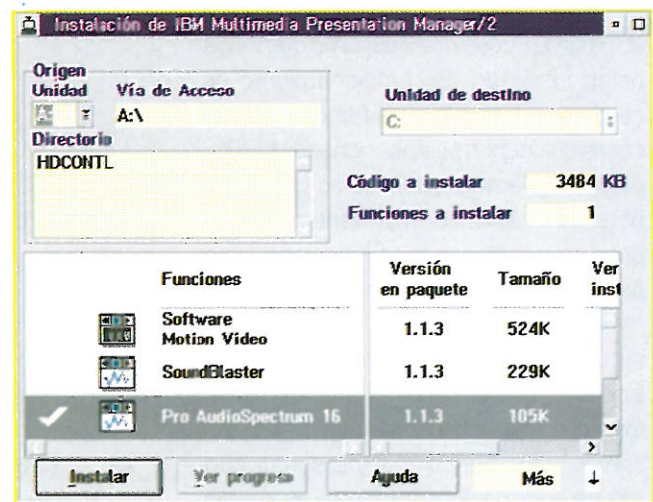 Instalación de IBM Multimedia Presentation Manager/2
Origen
Unidad Vía de Acceso
A: A:\
Directorio
HDCONTL
Unidad de destino
C:
Código a instalar 3484 KB
Funciones a instalar 1
Funciones Versión en paquete Tamaño Ver inst
Software Motion Video 1.1.3 524K
SoundBlaster 1.1.3 229K
Pro AudioSpectrum 16 1.1.3 105K
Instalar Ver progreso Ayuda Más